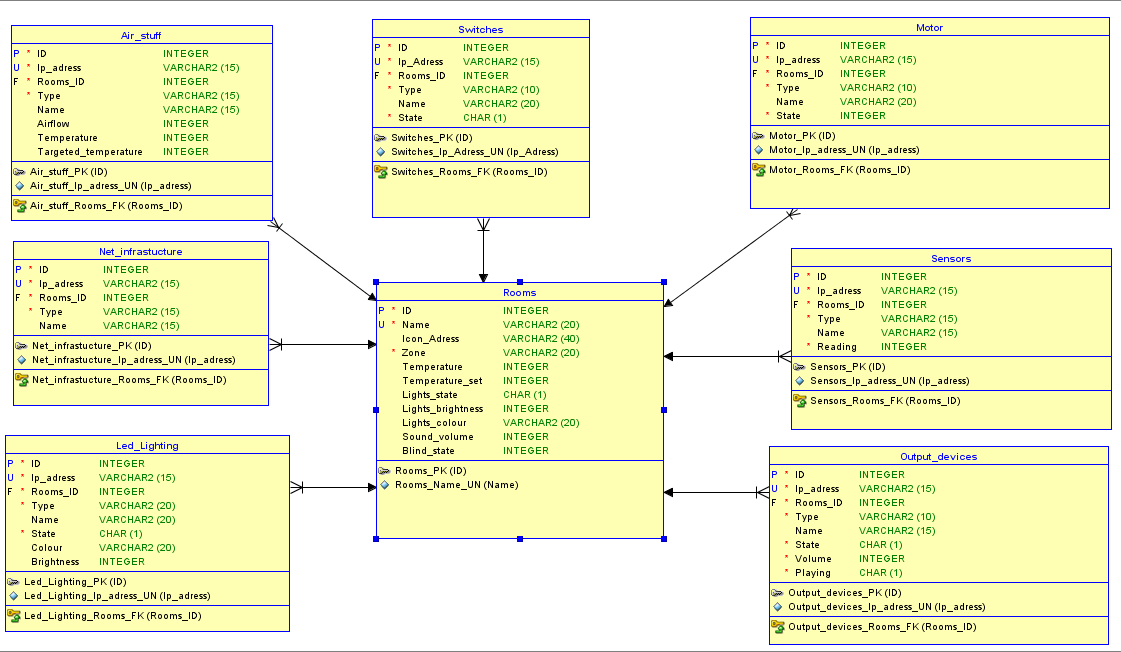 Air_stuff
P * ID INTEGER
U * Ip_adress VARCHAR2 (15)
F * Rooms_ID INTEGER
* Type VARCHAR2 (15)
Name VARCHAR2 (15)
Airflow INTEGER
Temperature INTEGER
Targeted_temperature INTEGER
Air_stuff_PK (ID)
Air_stuff_Ip_adress_UN (Ip_adress)
Air_stuff_Rooms_FK (Rooms_ID)
Switches
P * ID INTEGER
U * Ip_Adress VARCHAR2 (15)
F * Rooms_ID INTEGER
* Type VARCHAR2 (10)
Name VARCHAR2 (20)
* State CHAR (1)
Switches_PK (ID)
Switches_Ip_Adress_UN (Ip_Adress)
Switches_Rooms_FK (Rooms_ID)
Motor
P * ID INTEGER
U * Ip_adress VARCHAR2 (15)
F * Rooms_ID INTEGER
* Type VARCHAR2 (10)
Name VARCHAR2 (20)
* State INTEGER
Motor_PK (ID)
Motor_Ip_adress_UN (Ip_adress)
Motor_Rooms_FK (Rooms_ID)
Net_infrastucture
P * ID INTEGER
U * Ip_adress VARCHAR2 (15)
F * Rooms_ID INTEGER
* Type VARCHAR2 (15)
Name VARCHAR2 (15)
Net_infrastucture_PK (ID)
Net_infrastucture_Ip_adress_UN (Ip_adress)
Net_infrastucture_Rooms_FK (Rooms_ID)
Rooms
P * ID INTEGER
U * Name VARCHAR2 (20)
Icon_Adress VARCHAR2 (40)
* Zone VARCHAR2 (20)
Temperature INTEGER
Temperature_set INTEGER
Lights_state CHAR (1)
Lights_brightness INTEGER
Lights_colour VARCHAR2 (20)
Sound_volume INTEGER
Blind_state INTEGER
Rooms_PK (ID)
Rooms_Name_UN (Name)
Sensors
P * ID INTEGER
U * Ip_adress VARCHAR2 (15)
F * Rooms_ID INTEGER
* Type VARCHAR2 (15)
Name VARCHAR2 (15)
* Reading INTEGER
Sensors_PK (ID)
Sensors_Ip_adress_UN (Ip_adress)
Sensors_Rooms_FK (Rooms_ID)
Led_Lighting
P * ID INTEGER
U * Ip_adress VARCHAR2 (15)
F * Rooms_ID INTEGER
* Type VARCHAR2 (20)
Name VARCHAR2 (20)
* State CHAR (1)
Colour VARCHAR2 (20)
Brightness INTEGER
Led_Lighting_PK (ID)
Led_Lighting_Ip_adress_UN (Ip_adress)
Led_Lighting_Rooms_FK (Rooms_ID)
Output_devices
P * ID INTEGER
U * Ip_adress VARCHAR2 (15)
F * Rooms_ID INTEGER
* Type VARCHAR2 (10)
Name VARCHAR2 (15)
* State CHAR (1)
* Volume INTEGER
* Playing CHAR (1)
Output_devices_PK (ID)
Output_devices_Ip_adress_UN (Ip_adress)
Output_devices_Rooms_FK (Rooms_ID)